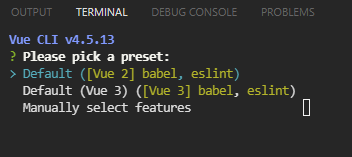 OUTPUT TERMINAL DEBUG CONSOLE PROBLEMS
Vue CLI v4.5.13
? Please pick a preset:
> Default ([Vue 2] babel, eslint)
Default (Vue 3) ([Vue 3] babel, eslint)
Manually select features